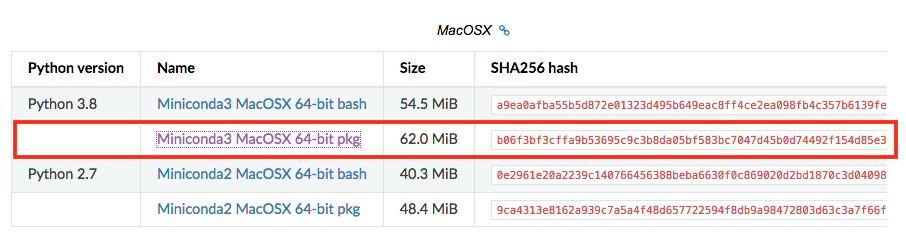 MacOSX
Python version Name Size SHA256 hash
Python 3.8 Miniconda3 MacOSX 64-bit bash 54.5 MiB a9ea0afba55b5d872e01323d495b649eac8ff4ce2ea098fb4c357b6139fe
Miniconda3 MacOSX 64-bit pkg 62.0 MiB b06f3bf3cffa9b53695c9c3b8da05bf583bc7047d45b0d74492f154d85e3
Python 2.7 Miniconda2 MacOSX 64-bit bash 40.3 MiB 0e2961e20a2239c140766456388beba6630f0c869020d2bd1870c3d04098
Miniconda2 MacOSX 64-bit pkg 48.4 MiB 9ca4313e8162a939c7a5a4f48d657722594f8db9a98472803d63c3a7f66f